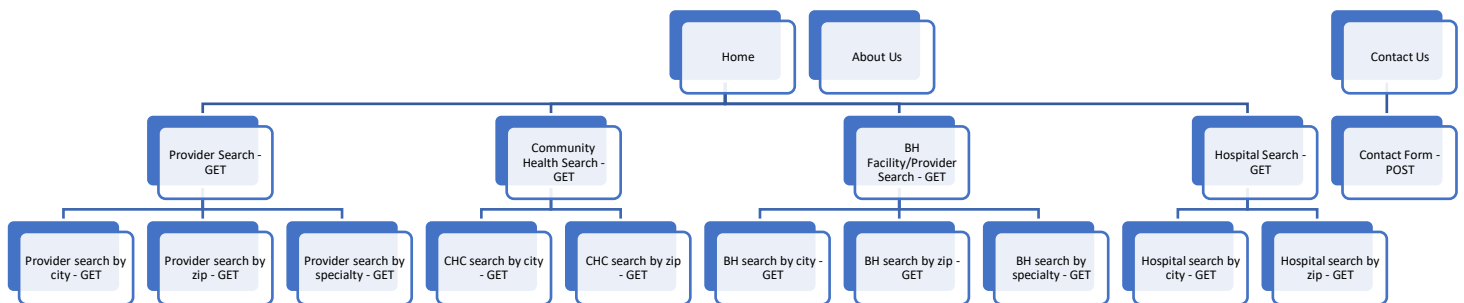 Home
About Us
Contact Us
Provider Search -
GET
Community
Health Search -
GET
BH
Facility/Provider
Search - GET
Hospital Search -
GET
Contact Form -
POST
Provider search by
city - GET
Provider search by
zip - GET
Provider search by
specialty - GET
CHC search by city
- GET
CHC search by zip
- GET
BH search by city -
GET
BH search by zip -
GET
BH search by
specialty - GET
Hospital search by
city - GET
Hospital search by
zip - GET